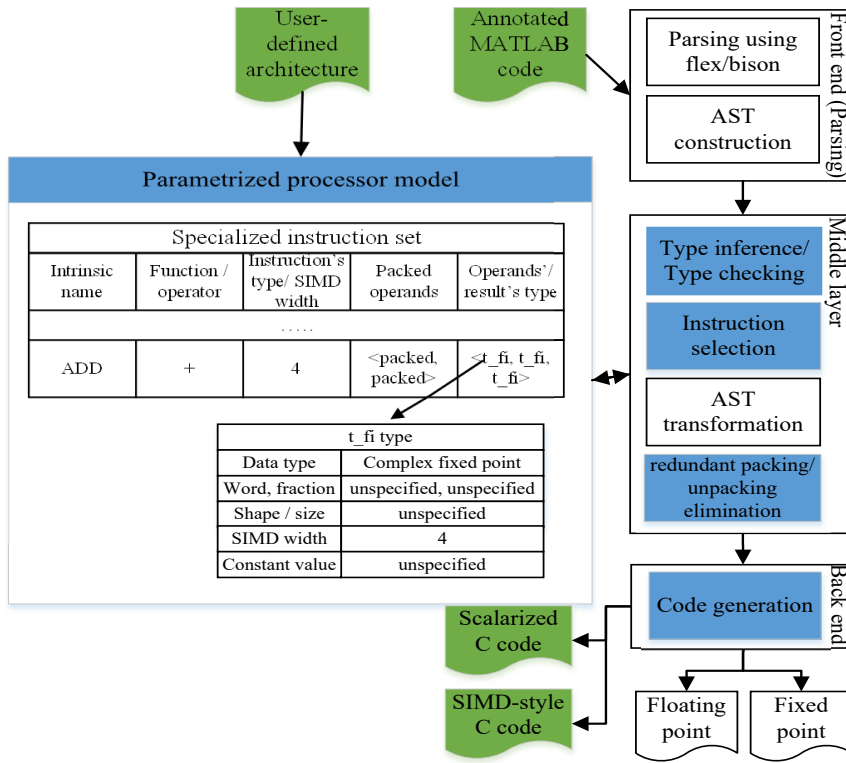 User-
defined
architecture
Annotated
MATLAB
code
Parsing using
flex/bison
AST
construction
Front end (Parsing)
Parametrized processor model
Specialized instruction set
Intrinsic
name
Function /
operator
Instruction's
type/ SIMD
width
Packed
operands
Operands'/
result's type
.....
ADD
+
4
<packed,
packed>
<t_fi, t_fi,
t_fi>
t_fi type
Data type
Complex fixed point
Word, fraction
unspecified, unspecified
Shape / size
unspecified
SIMD width
4
Constant value
unspecified
Type inference/
Type checking
Instruction
selection
AST
transformation
redundant packing/
unpacking
elimination
Middle layer
Code generation
Back end
Scalarized
C code
SIMD-style
C code
Floating
point
Fixed
point